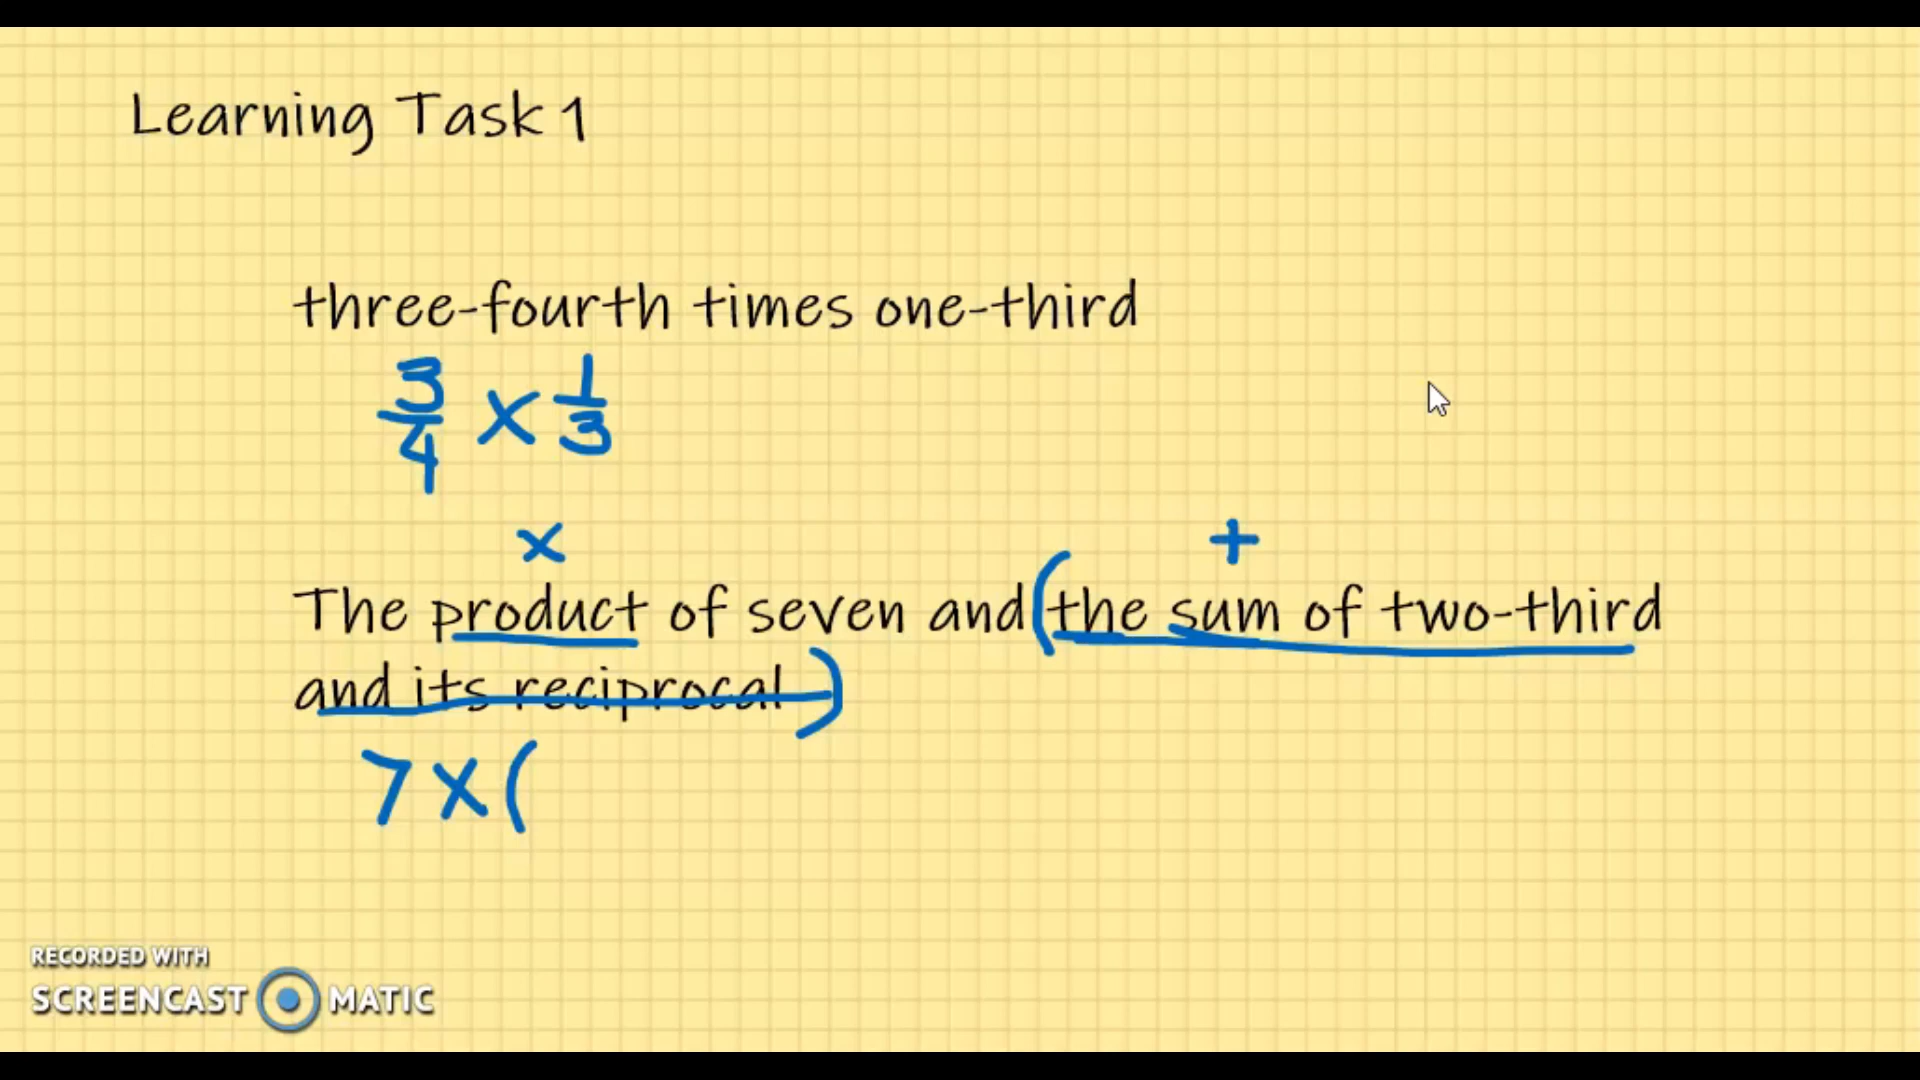 Learning Task 1
three-fourth times one-third
3/4 x 1/3
x +
The product of seven and (the sum of two-third
and its reciprocal)
7 x (
RECORDED WITH
SCREENCAST MATIC